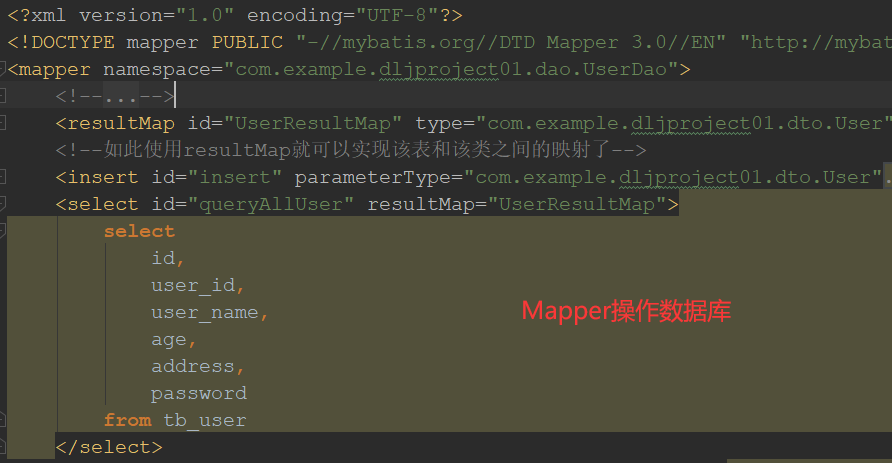 <?xml version="1.0" encoding="UTF-8"?>
<!DOCTYPE mapper PUBLIC "-//mybatis.org//DTD Mapper 3.0//EN" "http://mybat
<mapper namespace="com.example.dljproject01.dao.UserDao">
<!--...-->
<resultMap id="UserResultMap" type="com.example.dljproject01.dto.User"
<!--如此使用resultMap就可以实现该表和该类之间的映射了-->
<insert id="insert" parameterType="com.example.dljproject01.dto.User".
<select id="queryAllUser" resultMap="UserResultMap">
select
id,
user_id,
user_name,
Mapper操作数据库
age,
address,
password
from tb_user
</select>